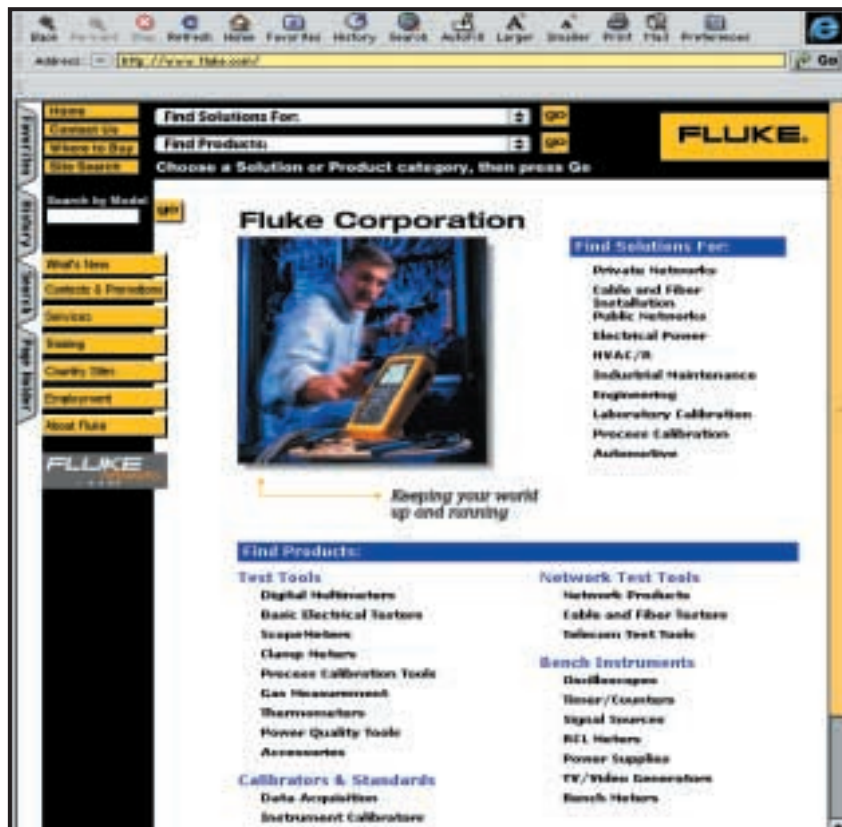 Back Forward Stop Refresh Home Favorites History Search AutoFill Larger Smaller Print Mail Preferences
Address: http://www.fluke.com/ Go
Favorites
History
Search
Page Holder
Home
Contact Us
Where to Buy
Site Search
Find Solutions For: go
Find Products: go
Choose a Solution or Product category, then press Go
FLUKE®
Search by Model
go
What's New
Contests & Promotions
Services
Training
Country Sites
Employment
About Fluke
FLUKE
networks
Fluke Corporation
Keeping your world
up and running
Find Solutions For:
Private Networks
Cable and Fiber
Installation
Public Networks
Electrical Power
HVAC/R
Industrial Maintenance
Engineering
Laboratory Calibration
Process Calibration
Automotive
Find Products:
Test Tools
Digital Multimeters
Basic Electrical Testers
ScopeMeters
Clamp Meters
Process Calibration Tools
Gas Measurement
Thermometers
Power Quality Tools
Accessories
Calibrators & Standards
Data Acquisition
Instrument Calibrators
Network Test Tools
Network Products
Cable and Fiber Testers
Telecom Test Tools
Bench Instruments
Oscilloscopes
Timer/Counters
Signal Sources
RCL Meters
Power Supplies
TV/Video Generators
Bench Meters